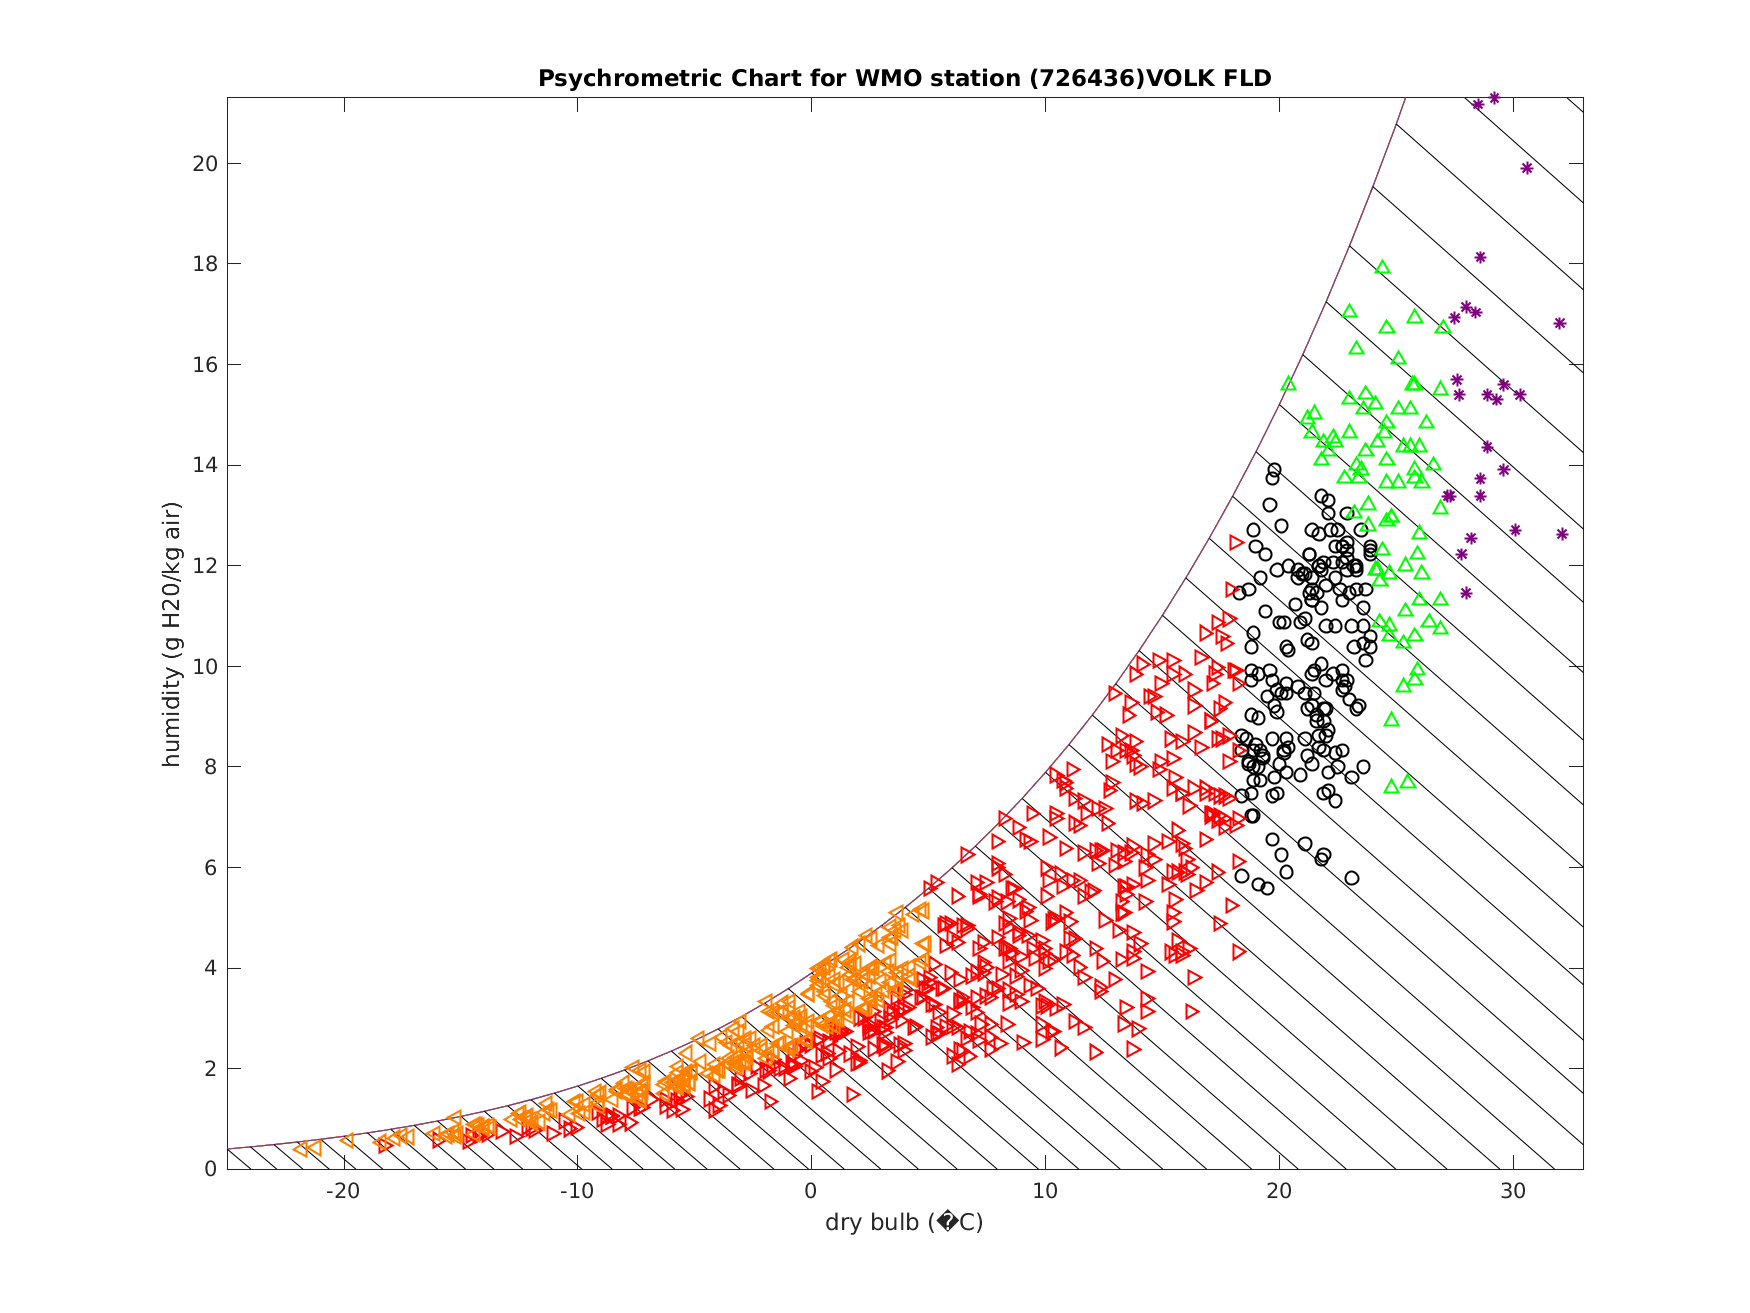 Psychrometric Chart for WMO station (726436)VOLK FLD
humidity (g H20/kg air)
20
18
16
14
12
10
8
6
4
2
0
-20 -10 0 10 20 30
dry bulb (�C)